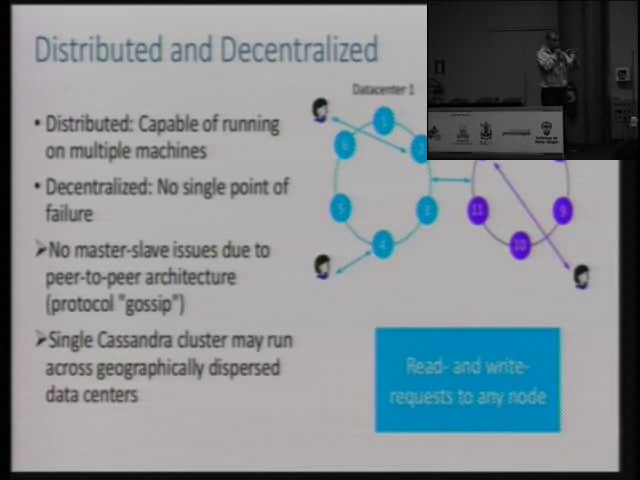 Distributed and Decentralized
Datacenter 1
• Distributed: Capable of running
on multiple machines
• Decentralized: No single point of
failure
➢No master-slave issues due to
peer-to-peer architecture
(protocol "gossip")
➢Single Cassandra cluster may run
across geographically dispersed
data centers
1
6
5
3
4
11
9
10
Read- and write-
requests to any node